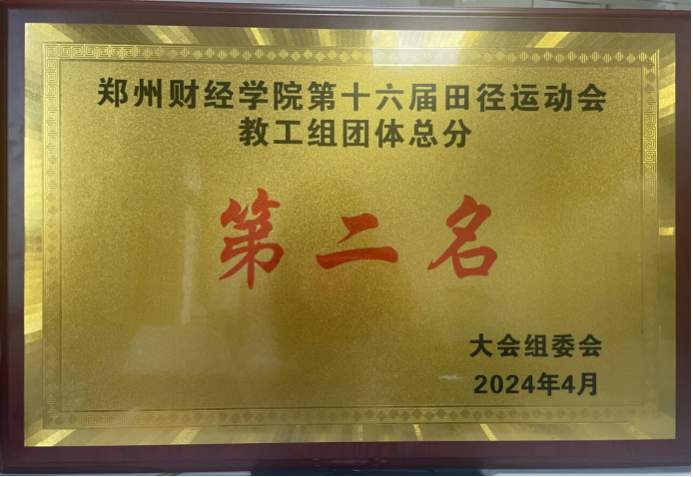 郑州财经学院第十六届田径运动会
教工组团体总分
第二名
大会组委会
2024年4月